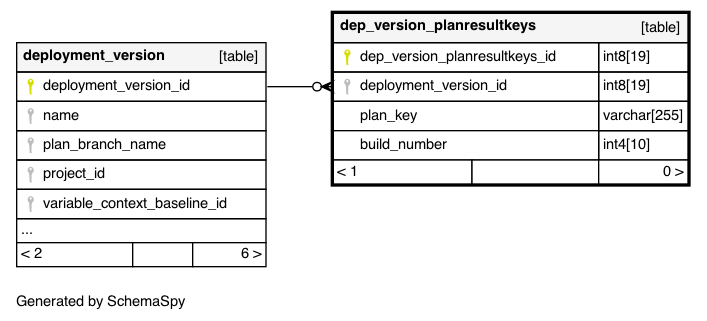 deployment_version [table]
deployment_version_id
name
plan_branch_name
project_id
variable_context_baseline_id
...
< 2 6 >
dep_version_planresultkeys [table]
dep_version_planresultkeys_id int8[19]
deployment_version_id int8[19]
plan_key varchar[255]
build_number int4[10]
< 1 0 >
Generated by SchemaSpy